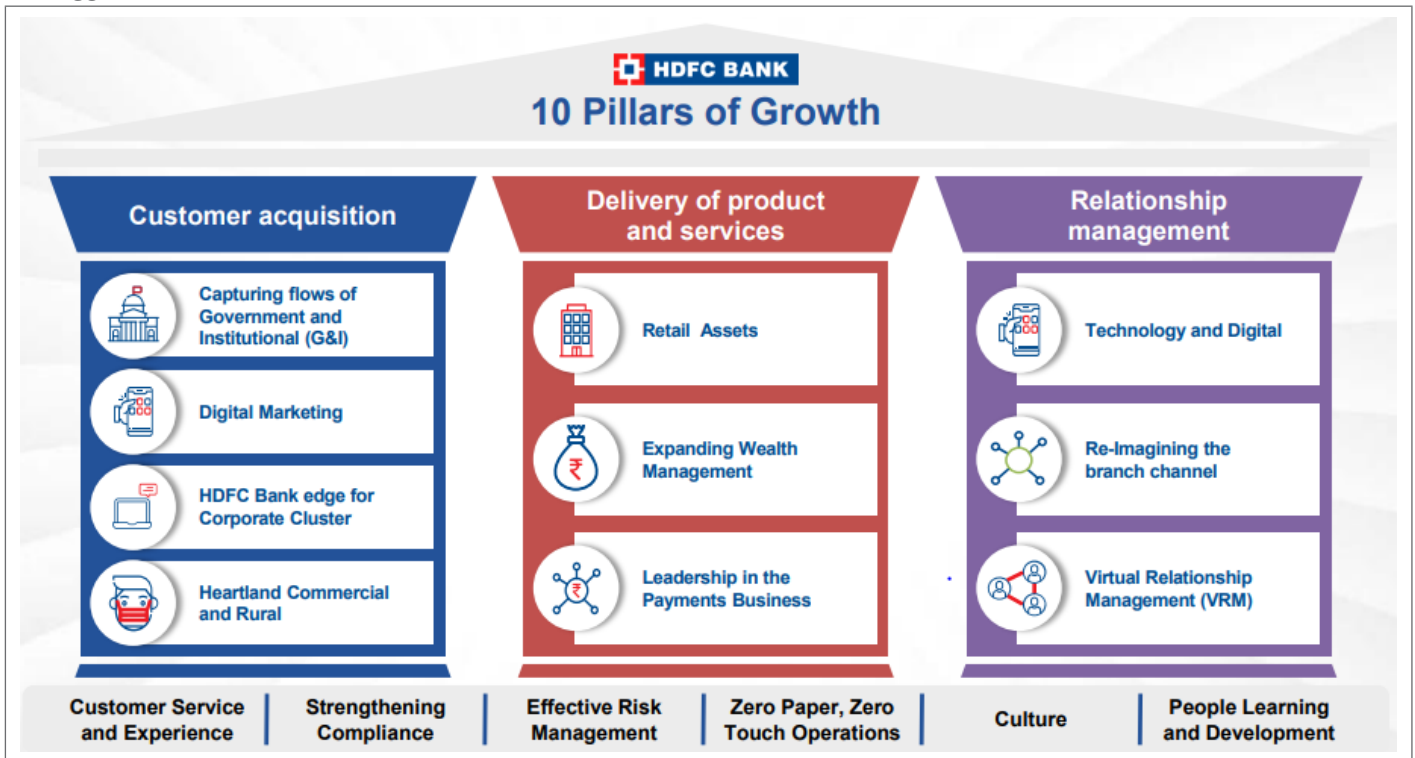 HDFC BANK
10 Pillars of Growth
Customer acquisition
Capturing flows of
Government and
Institutional (G&I)
Digital Marketing
HDFC Bank edge for
Corporate Cluster
Heartland Commercial
and Rural
Delivery of product
and services
Retail Assets
Expanding Wealth
Management
Leadership in the
Payments Business
Relationship
management
Technology and Digital
Re-Imagining the
branch channel
Virtual Relationship
Management (VRM)
Customer Service
and Experience
Strengthening
Compliance
Effective Risk
Management
Zero Paper, Zero
Touch Operations
Culture
People Learning
and Development